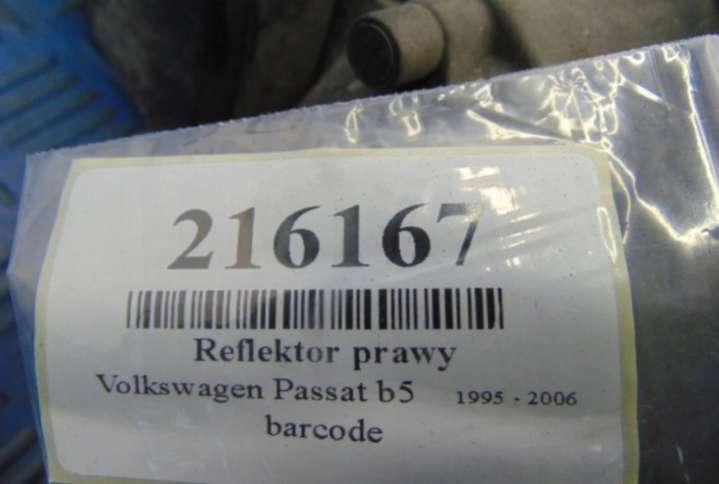 216167
Reflektor prawy
Volkswagen Passat b5 1995 - 2006
barcode